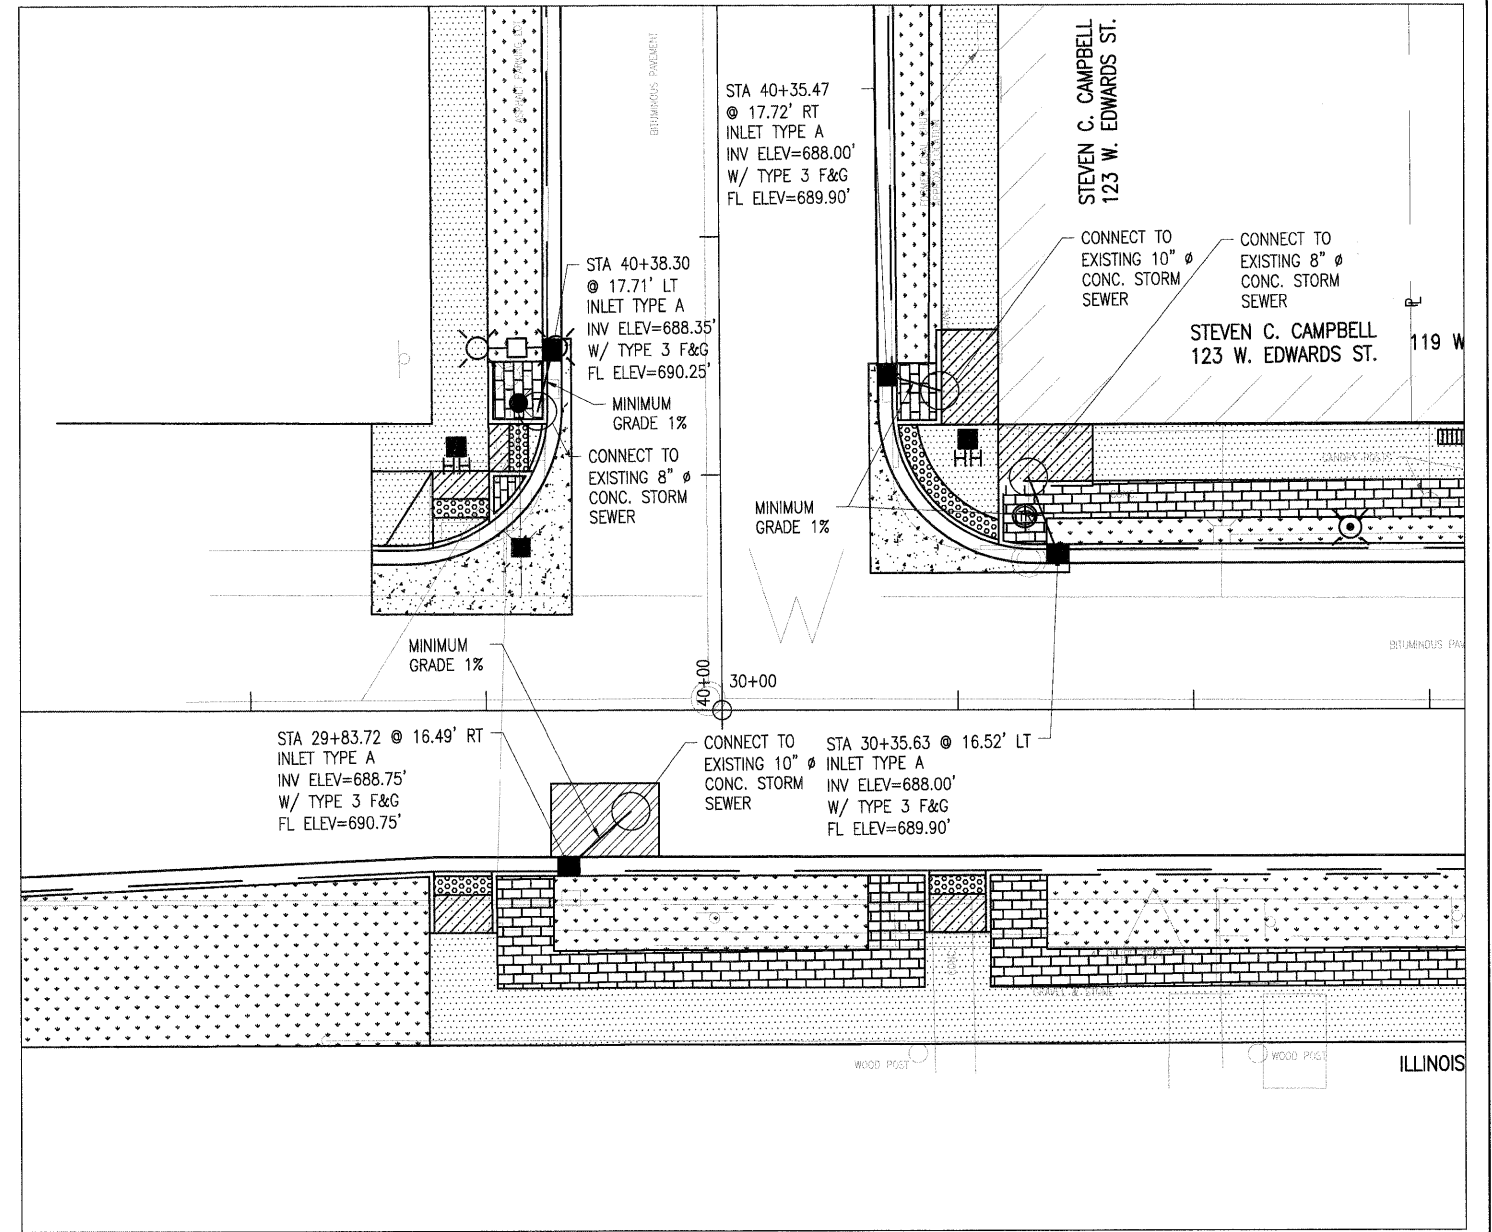 ASPHALT PARKING LOT
BITUMINOUS PAVEMENT
STA 40+35.47
@ 17.72' RT
INLET TYPE A
INV ELEV=688.00'
W/ TYPE 3 F&G
FL ELEV=689.90'
STEVEN C. CAMPBELL
123 W. EDWARDS ST.
STA 40+38.30
@ 17.71' LT
INLET TYPE A
INV ELEV=688.35'
W/ TYPE 3 F&G
FL ELEV=690.25'
MINIMUM
GRADE 1%
CONNECT TO
EXISTING 8" ø
CONC. STORM
SEWER
CONNECT TO
EXISTING 10" ø
CONC. STORM
SEWER
CONNECT TO
EXISTING 8" ø
CONC. STORM
SEWER
STEVEN C. CAMPBELL
123 W. EDWARDS ST.
119 W
MINIMUM
GRADE 1%
W
BITUMINOUS PAV
MINIMUM
GRADE 1%
40+00
30+00
STA 29+83.72 @ 16.49' RT
INLET TYPE A
INV ELEV=688.75'
W/ TYPE 3 F&G
FL ELEV=690.75'
CONNECT TO
EXISTING 10" ø
CONC. STORM
SEWER
STA 30+35.63 @ 16.52' LT
INLET TYPE A
INV ELEV=688.00'
W/ TYPE 3 F&G
FL ELEV=689.90'
WOOD POST
WOOD POST
ILLINOIS